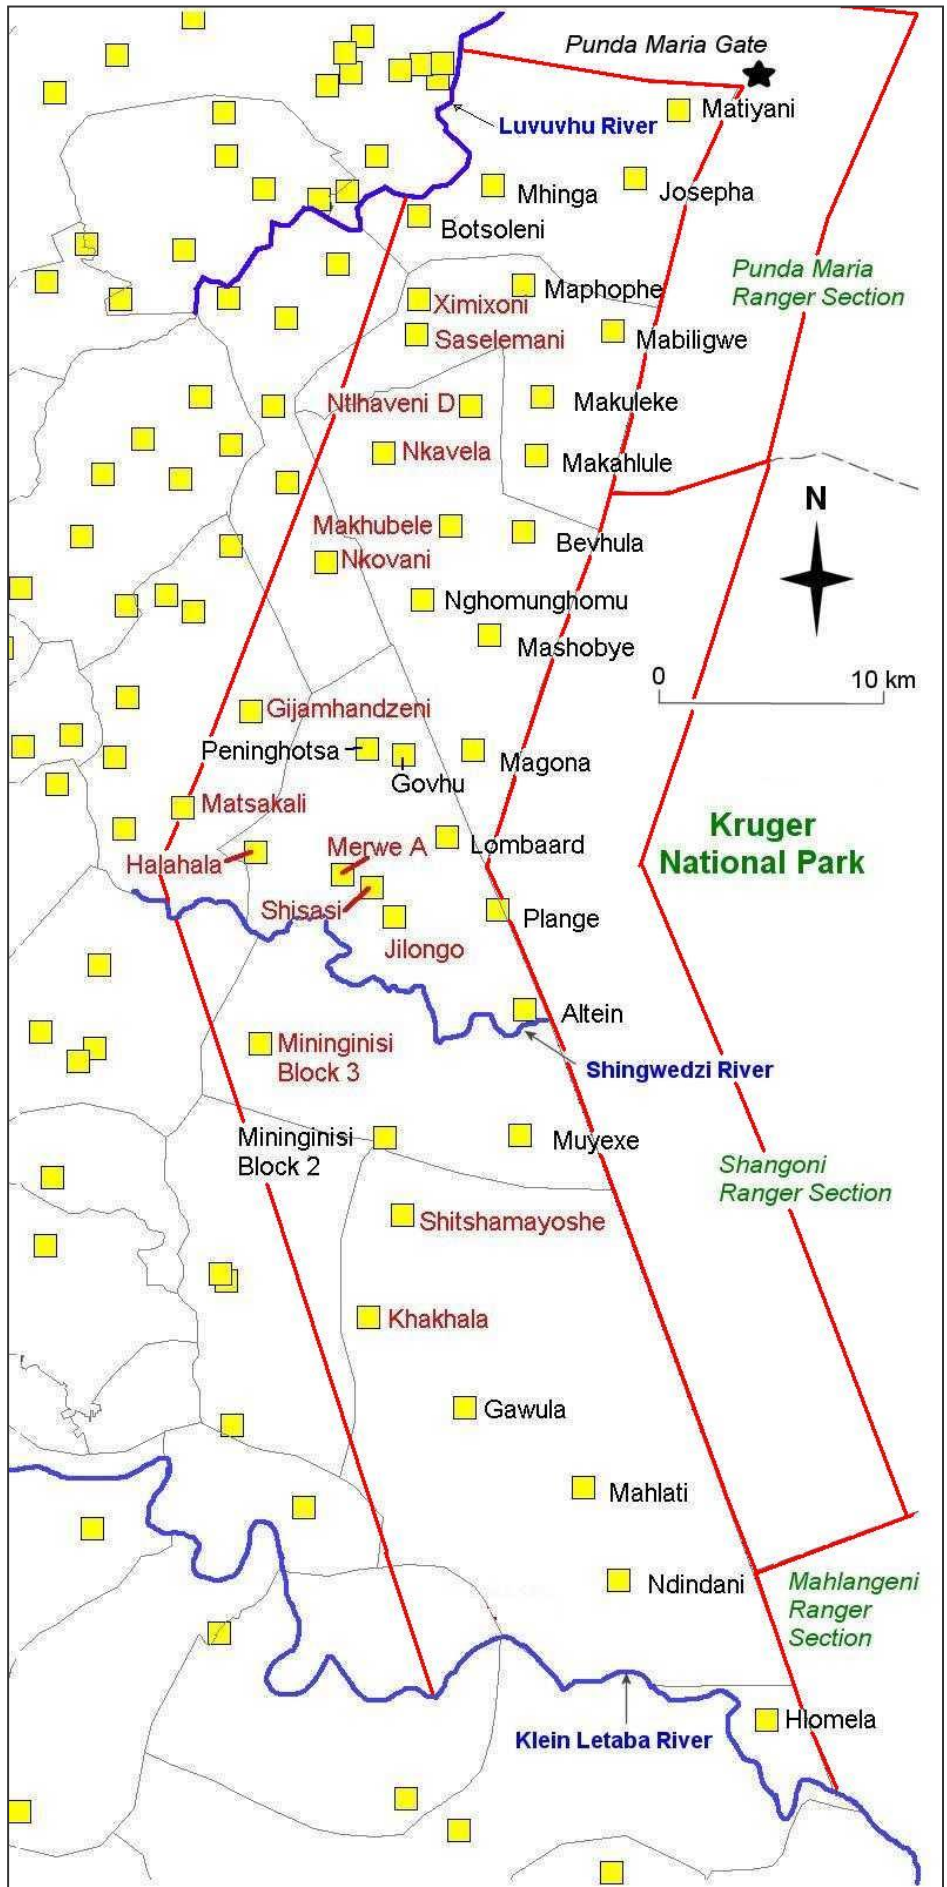 Punda Maria Gate
Matiyani
Luvuvhu River
Mhinga
Josepha
Botsoleni
Punda Maria
Ranger Section
Maphophe
Ximixoni
Saselemani
Mabiligwe
Ntlhaveni D
Makuleke
Nkavela
Makahlule
N
Makhubele
Bevhula
Nkovani
Nghomunghomu
Mashobye
0
10 km
Gijamhandzeni
Peninghotsa
Govhu
Magona
Matsakali
Kruger
National Park
Halahala
Merwe A
Lombaard
Shisasi
Plange
Jilongo
Altein
Mininginisi
Block 3
Shingwedzi River
Mininginisi
Block 2
Muyexe
Shangoni
Ranger Section
Shitshamayoshe
Khakhala
Gawula
Mahlati
Ndindani
Mahlangeni
Ranger
Section
Hlomela
Klein Letaba River